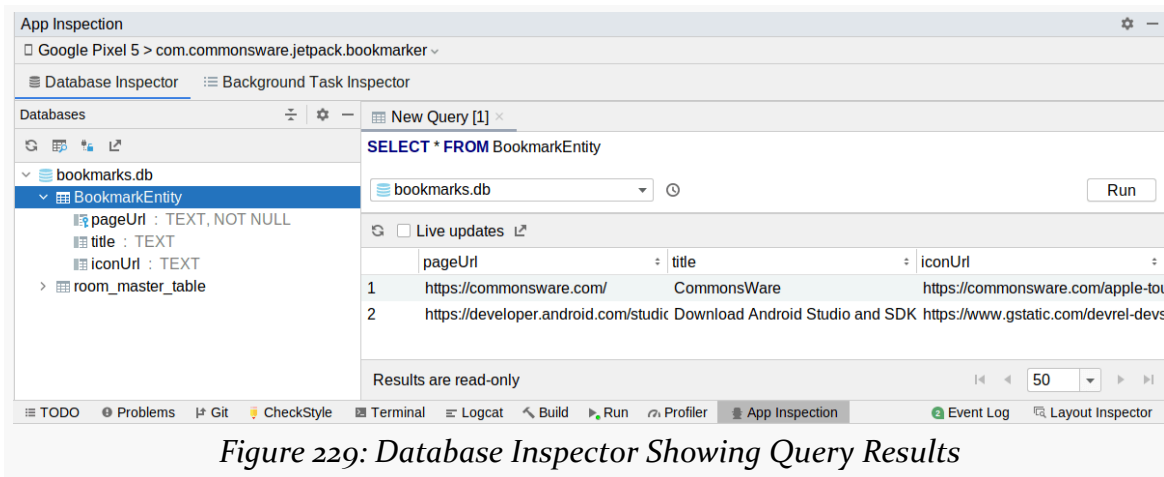 App Inspection
Google Pixel 5 > com.commonsware.jetpack.bookmarker
Database Inspector Background Task Inspector
Databases
New Query [1]
SELECT * FROM BookmarkEntity
bookmarks.db
BookmarkEntity
pageUrl : TEXT, NOT NULL
title : TEXT
iconUrl : TEXT
room_master_table
bookmarks.db Run
Live updates
pageUrl title iconUrl
1 https://commonsware.com/ CommonsWare https://commonsware.com/apple-tou
2 https://developer.android.com/studic Download Android Studio and SDK https://www.gstatic.com/devrel-devs
Results are read-only 50
TODO Problems Git CheckStyle Terminal Logcat Build Run Profiler App Inspection 2 Event Log Layout Inspector
Figure 229: Database Inspector Showing Query Results